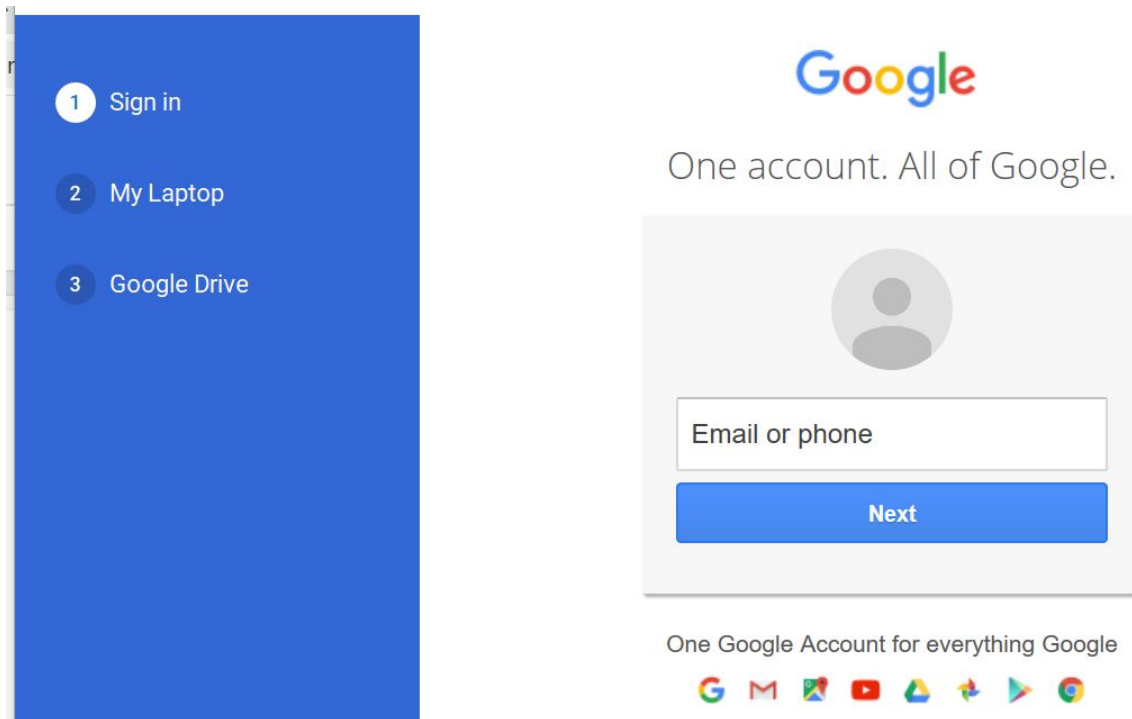 1 Sign in
2 My Laptop
3 Google Drive
Google
One account. All of Google.
Email or phone
Next
One Google Account for everything Google